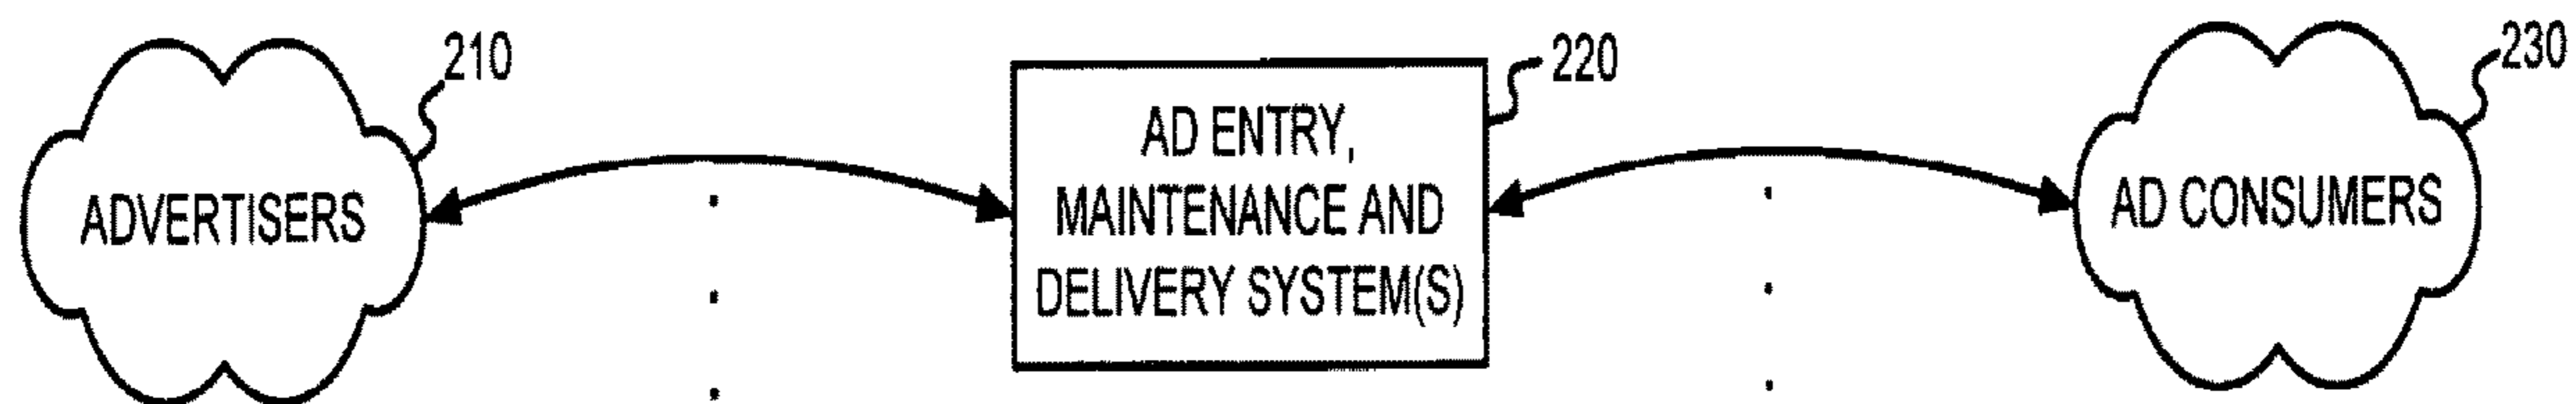 210
ADVERTISERS
220
AD ENTRY,
MAINTENANCE AND
DELIVERY SYSTEM(S)
230
AD CONSUMERS